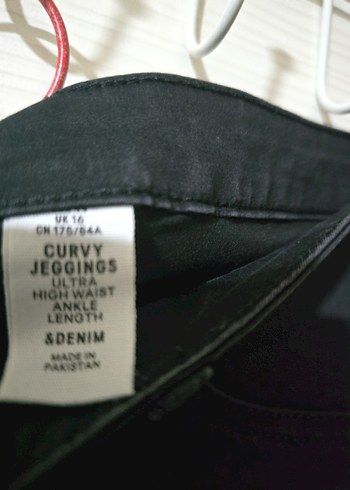 UK 16
CN 175/84A
CURVY
JEGGINGS
ULTRA
HIGH WAIST
ANKLE
LENGTH
&DENIM
MADE IN
PAKISTAN